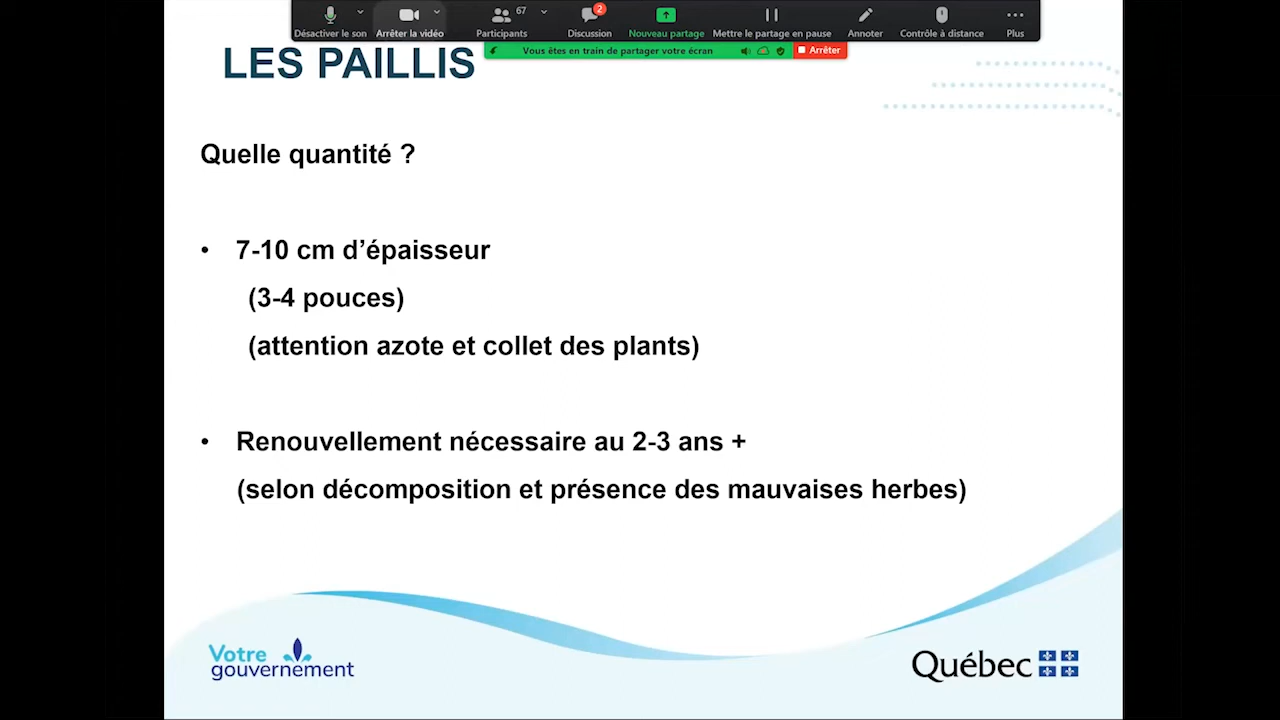 67
2
Désactiver le son
Arrêter la vidéo
Participants
Discussion
Nouveau partage
Mettre le partage en pause
Annoter
Contrôle à distance
Plus
Vous êtes en train de partager votre écran
Arrêter
LES PAILLIS
Quelle quantité ?
• 7-10 cm d’épaisseur
(3-4 pouces)
(attention azote et collet des plants)
• Renouvellement nécessaire au 2-3 ans +
(selon décomposition et présence des mauvaises herbes)
Votre
gouvernement
Québec